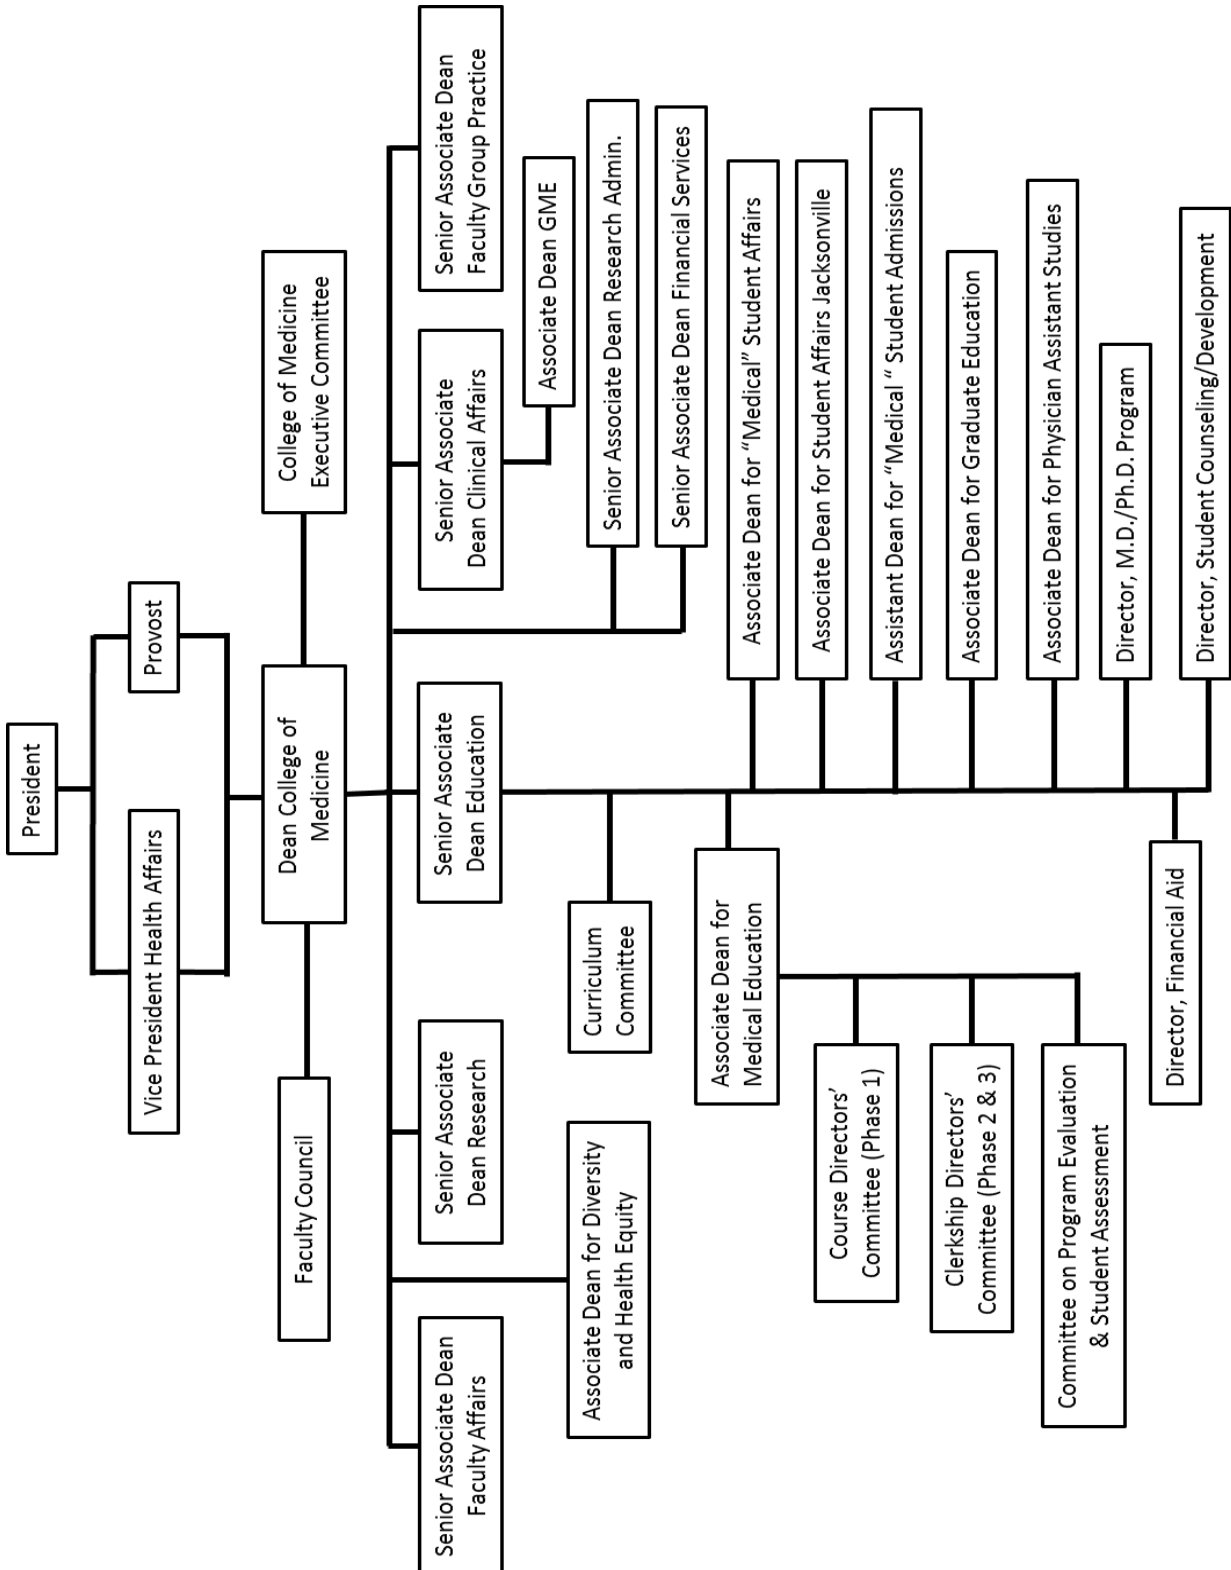 President
Vice President Health Affairs
Provost
Faculty Council
Dean College of
Medicine
College of Medicine
Executive Committee
Senior Associate Dean
Faculty Affairs
Senior Associate
Dean Research
Senior Associate
Dean Education
Senior Associate
Dean Clinical Affairs
Senior Associate Dean
Faculty Group Practice
Associate Dean GME
Associate Dean for Diversity
and Health Equity
Curriculum
Committee
Senior Associate Dean Research Admin.
Senior Associate Dean Financial Services
Associate Dean for
Medical Education
Associate Dean for “Medical” Student Affairs
Associate Dean for Student Affairs Jacksonville
Course Directors’
Committee (Phase 1)
Assistant Dean for “Medical “ Student Admissions
Clerkship Directors’
Committee (Phase 2 & 3)
Associate Dean for Graduate Education
Committee on Program Evaluation
& Student Assessment
Associate Dean for Physician Assistant Studies
Director, M.D./Ph.D. Program
Director, Financial Aid
Director, Student Counseling/Development